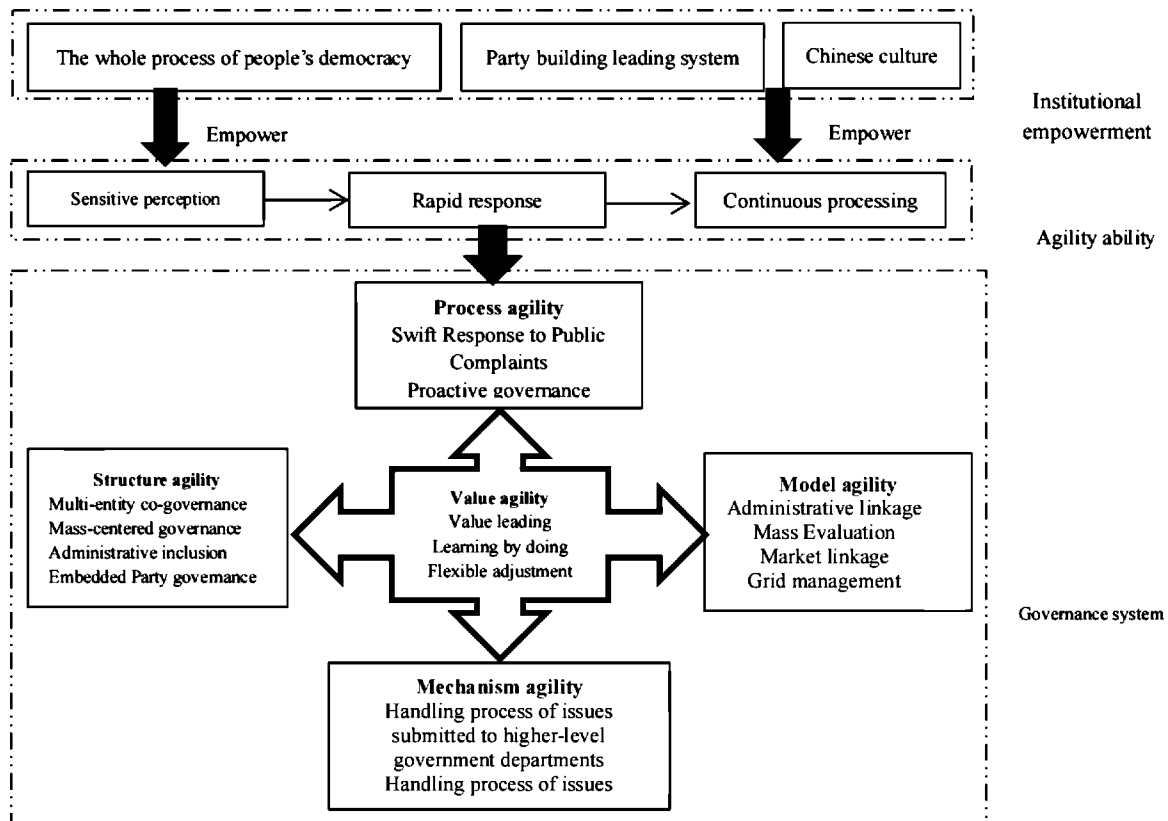 The whole process of people's democracy
Party building leading system
Chinese culture
Institutional
empowerment
Empower
Empower
Sensitive perception
Rapid response
Continuous processing
Agility ability
Process agility
Swift Response to Public
Complaints
Proactive governance
Structure agility
Multi-entity co-governance
Mass-centered governance
Administrative inclusion
Embedded Party governance
Value agility
Value leading
Learning by doing
Flexible adjustment
Model agility
Administrative linkage
Mass Evaluation
Market linkage
Grid management
Governance system
Mechanism agility
Handling process of issues
submitted to higher-level
government departments
Handling process of issues